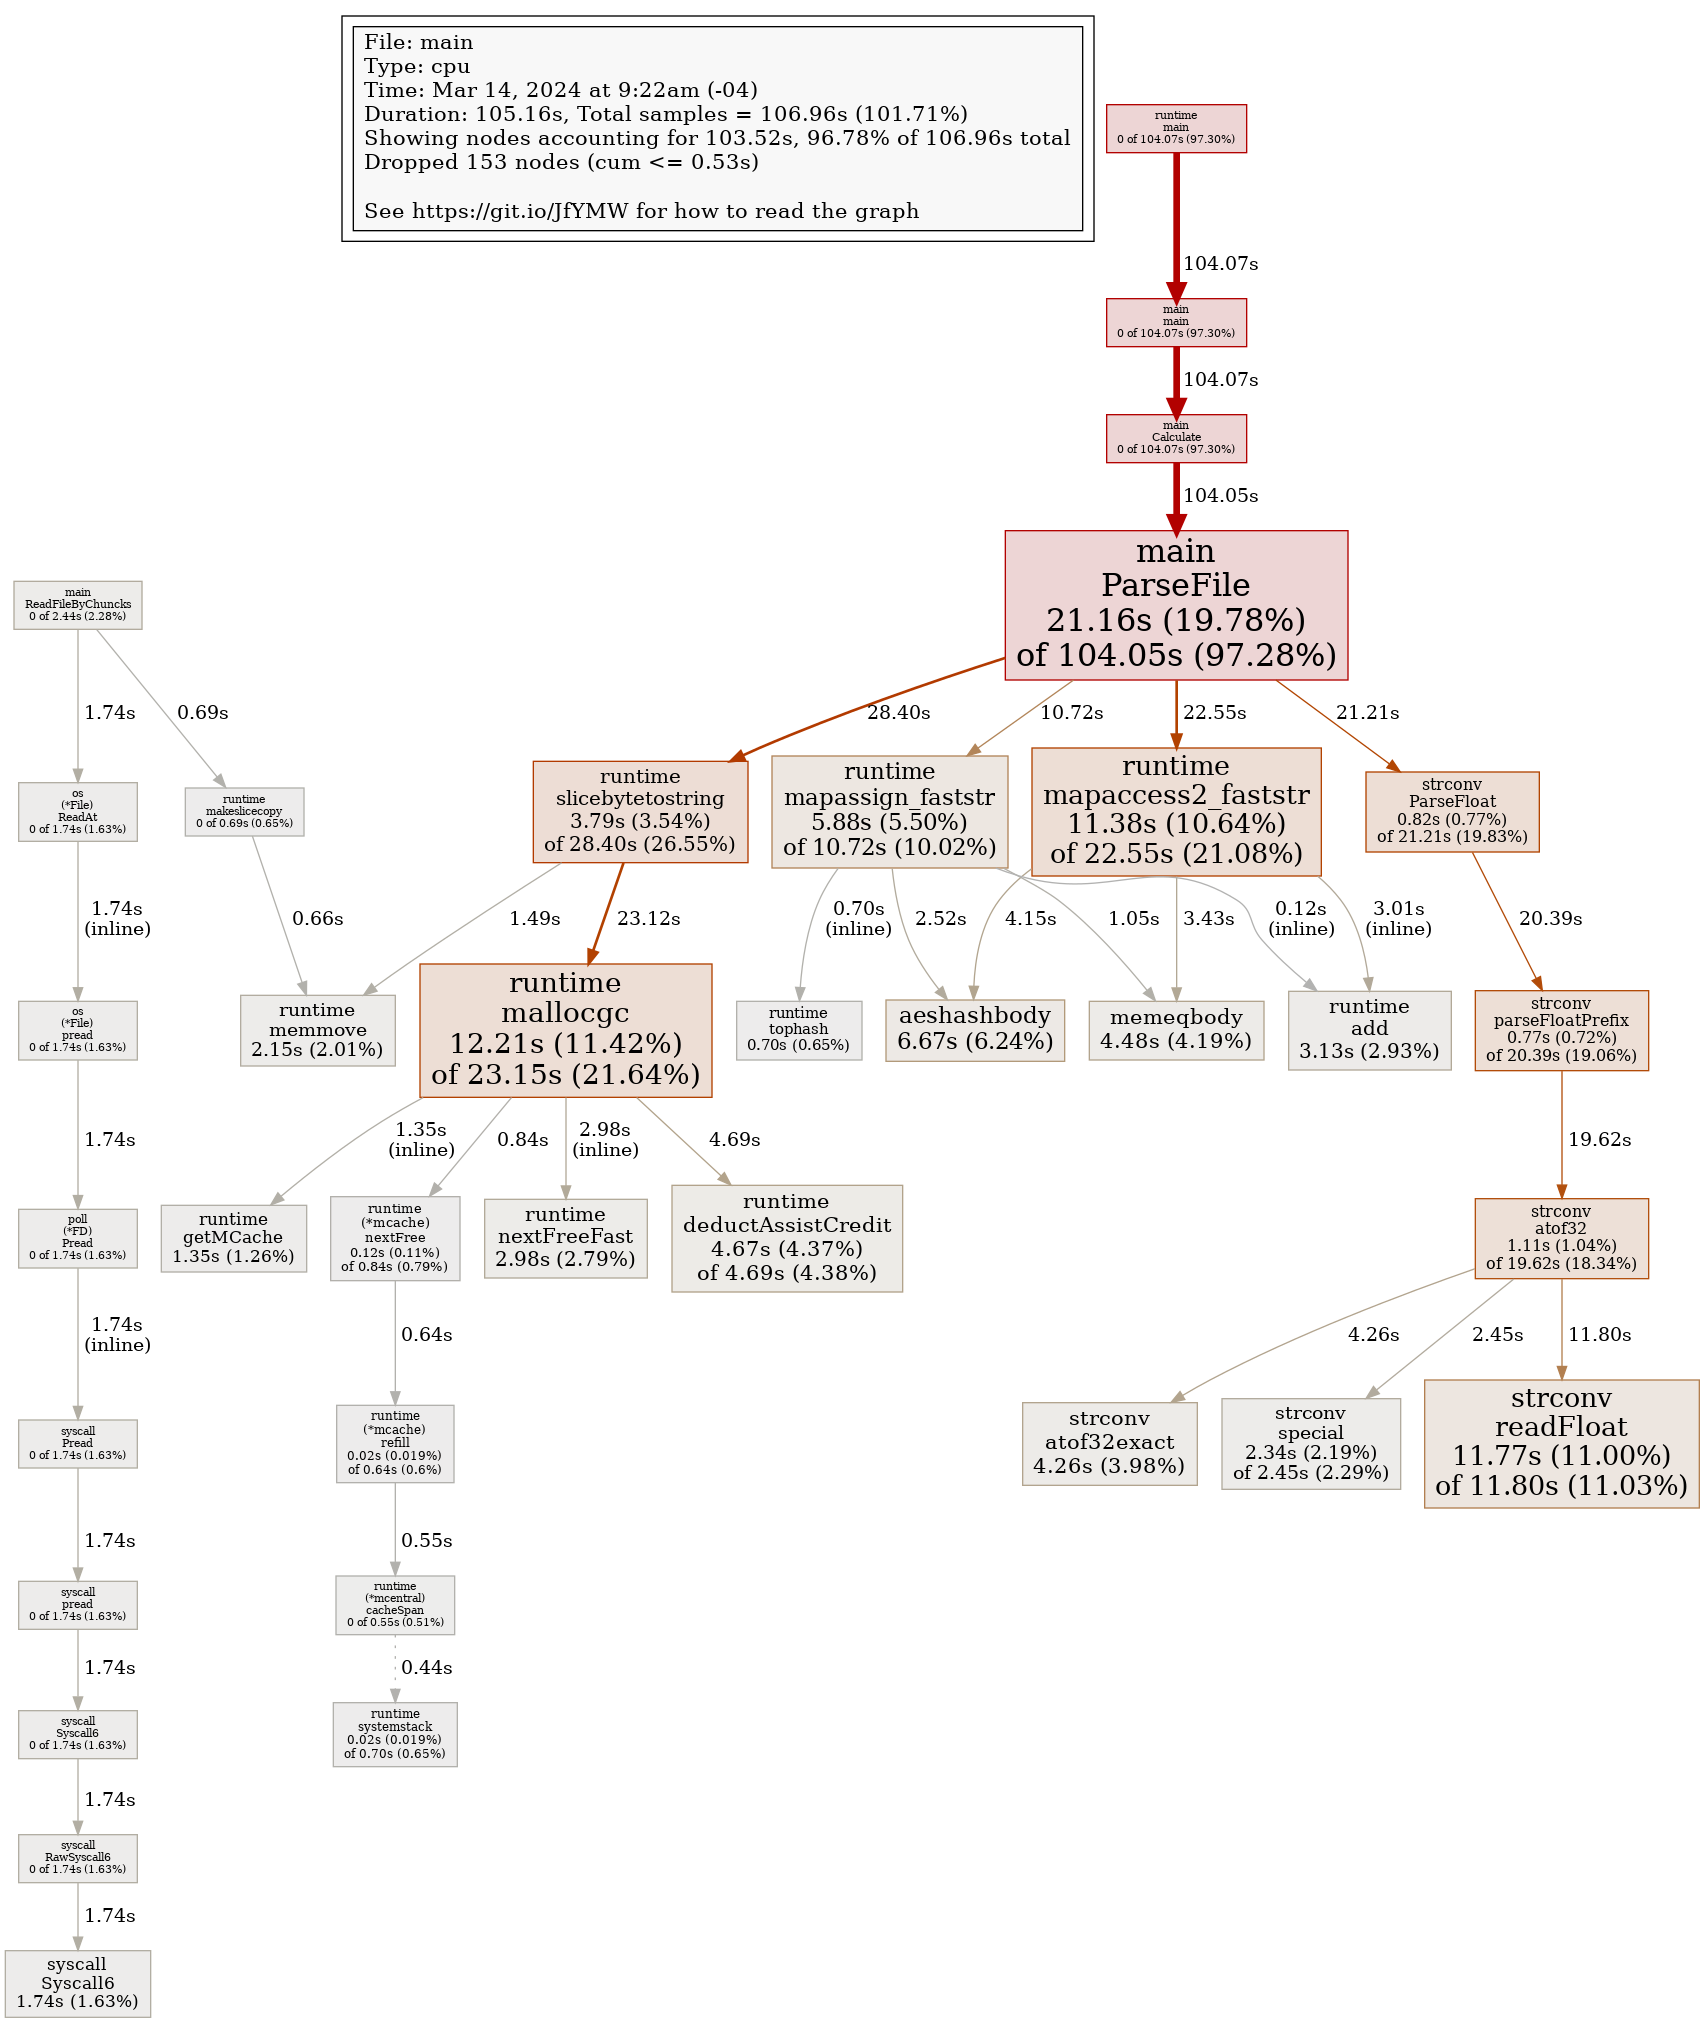 File: main
Type: cpu
Time: Mar 14, 2024 at 9:22am (-04)
Duration: 105.16s, Total samples = 106.96s (101.71%)
Showing nodes accounting for 103.52s, 96.78% of 106.96s total
Dropped 153 nodes (cum <= 0.53s)
See https://git.io/JfYMW for how to read the graph
runtime
main
0 of 104.07s (97.30%)
104.07s
main
main
0 of 104.07s (97.30%)
104.07s
main
Calculate
0 of 104.07s (97.30%)
104.05s
main
ParseFile
21.16s (19.78%)
of 104.05s (97.28%)
main
ReadFileByChuncks
0 of 2.44s (2.28%)
1.74s
0.69s
28.40s
10.72s
22.55s
21.21s
os
(*File)
ReadAt
0 of 1.74s (1.63%)
runtime
makeslicecopy
0 of 0.69s (0.65%)
runtime
slicebytetostring
3.79s (3.54%)
of 28.40s (26.55%)
runtime
mapassign_faststr
5.88s (5.50%)
of 10.72s (10.02%)
runtime
mapaccess2_faststr
11.38s (10.64%)
of 22.55s (21.08%)
strconv
ParseFloat
0.82s (0.77%)
of 21.21s (19.83%)
1.74s
(inline)
0.66s
1.49s
23.12s
0.70s
(inline)
2.52s
4.15s
1.05s
3.43s
0.12s
(inline)
3.01s
(inline)
20.39s
os
(*File)
pread
0 of 1.74s (1.63%)
runtime
memmove
2.15s (2.01%)
runtime
mallocgc
12.21s (11.42%)
of 23.15s (21.64%)
runtime
tophash
0.70s (0.65%)
aeshashbody
6.67s (6.24%)
memeqbody
4.48s (4.19%)
runtime
add
3.13s (2.93%)
strconv
parseFloatPrefix
0.77s (0.72%)
of 20.39s (19.06%)
1.74s
1.35s
(inline)
0.84s
2.98s
(inline)
4.69s
19.62s
poll
(*FD)
Pread
0 of 1.74s (1.63%)
runtime
getMCache
1.35s (1.26%)
runtime
(*mcache)
nextFree
0.12s (0.11%)
of 0.84s (0.79%)
runtime
nextFreeFast
2.98s (2.79%)
runtime
deductAssistCredit
4.67s (4.37%)
of 4.69s (4.38%)
strconv
atof32
1.11s (1.04%)
of 19.62s (18.34%)
1.74s
(inline)
0.64s
4.26s
2.45s
11.80s
syscall
Pread
0 of 1.74s (1.63%)
runtime
(*mcache)
refill
0.02s (0.019%)
of 0.64s (0.6%)
strconv
atof32exact
4.26s (3.98%)
strconv
special
2.34s (2.19%)
of 2.45s (2.29%)
strconv
readFloat
11.77s (11.00%)
of 11.80s (11.03%)
1.74s
0.55s
syscall
pread
0 of 1.74s (1.63%)
runtime
(*mcentral)
cacheSpan
0 of 0.55s (0.51%)
1.74s
0.44s
syscall
Syscall6
0 of 1.74s (1.63%)
runtime
systemstack
0.02s (0.019%)
of 0.70s (0.65%)
1.74s
syscall
RawSyscall6
0 of 1.74s (1.63%)
1.74s
syscall
Syscall6
1.74s (1.63%)